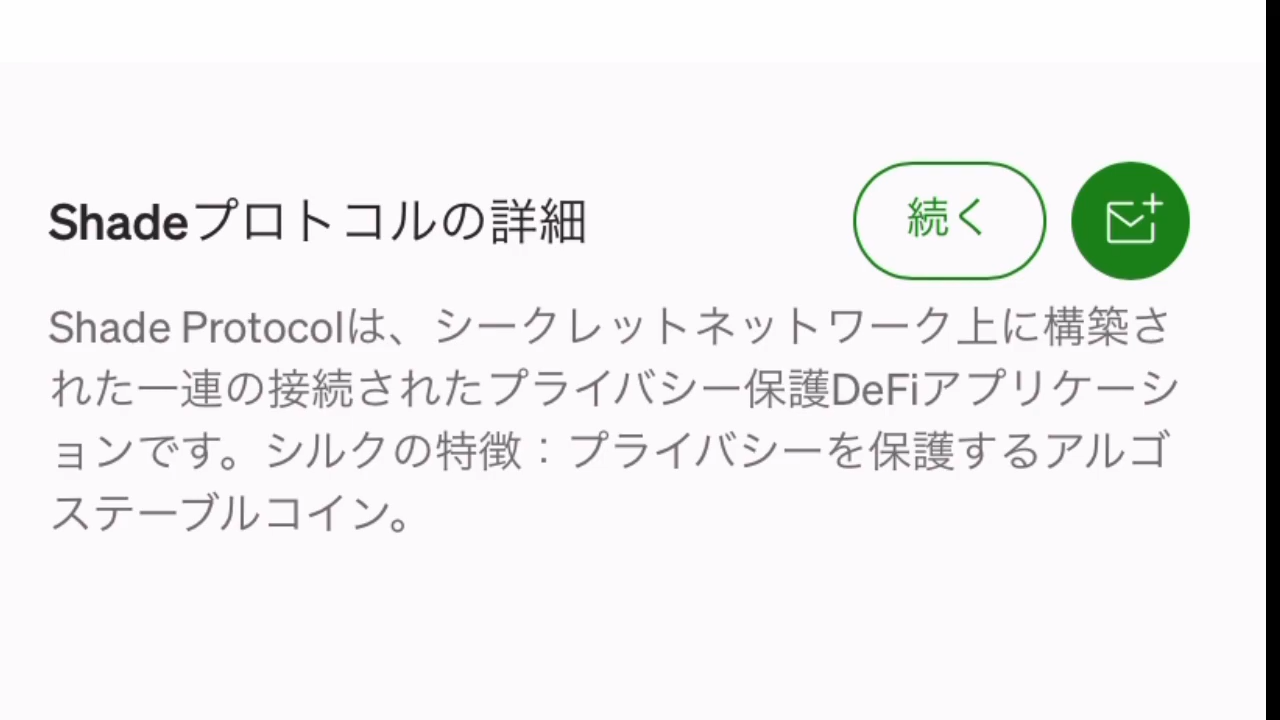 Shadeプロトコルの詳細
続く
Shade Protocolは、シークレットネットワーク上に構築さ
れた一連の接続されたプライバシー保護DeFiアプリケーシ
ョンです。シルクの特徴：プライバシーを保護するアルゴ
ステーブルコイン。